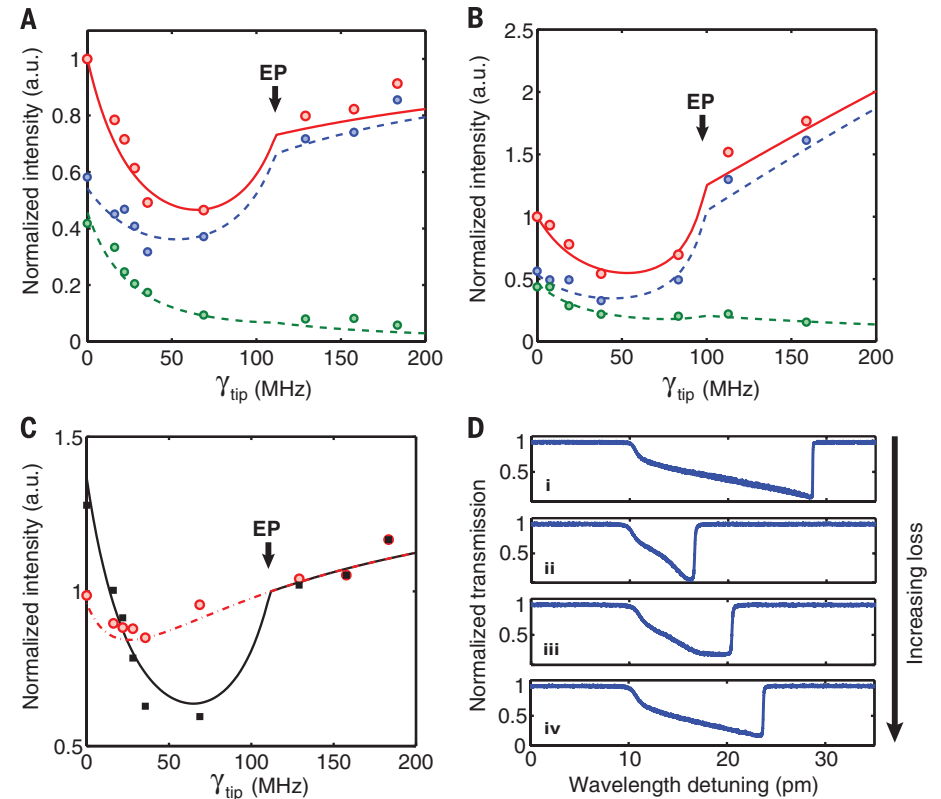 A
Normalized intensity (a.u.)
1
0.8
0.6
0.4
0.2
0
EP
0 50 100 150 200
γtip (MHz)
B
Normalized intensity (a.u.)
2.5
2
1.5
1
0.5
0
EP
0 50 100 150 200
γtip (MHz)
C
Normalized intensity (a.u.)
1.5
1
0.5
EP
0 50 100 150 200
γtip (MHz)
D
Normalized transmission
1
0.5
i
1
0.5
ii
1
0.5
iii
1
0.5
0
iv
0 10 20 30
Wavelength detuning (pm)
Increasing loss